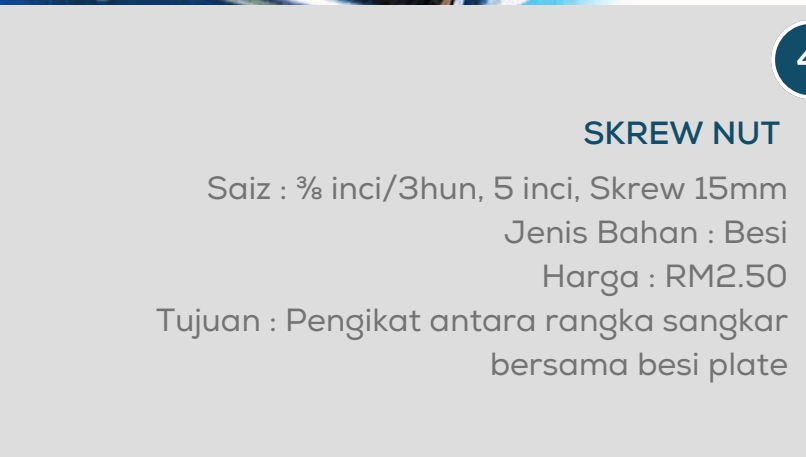 4
SKREW NUT
Saiz : ⅜ inci/3hun, 5 inci, Skrew 15mm
Jenis Bahan : Besi
Harga : RM2.50
Tujuan : Pengikat antara rangka sangkar
bersama besi plate